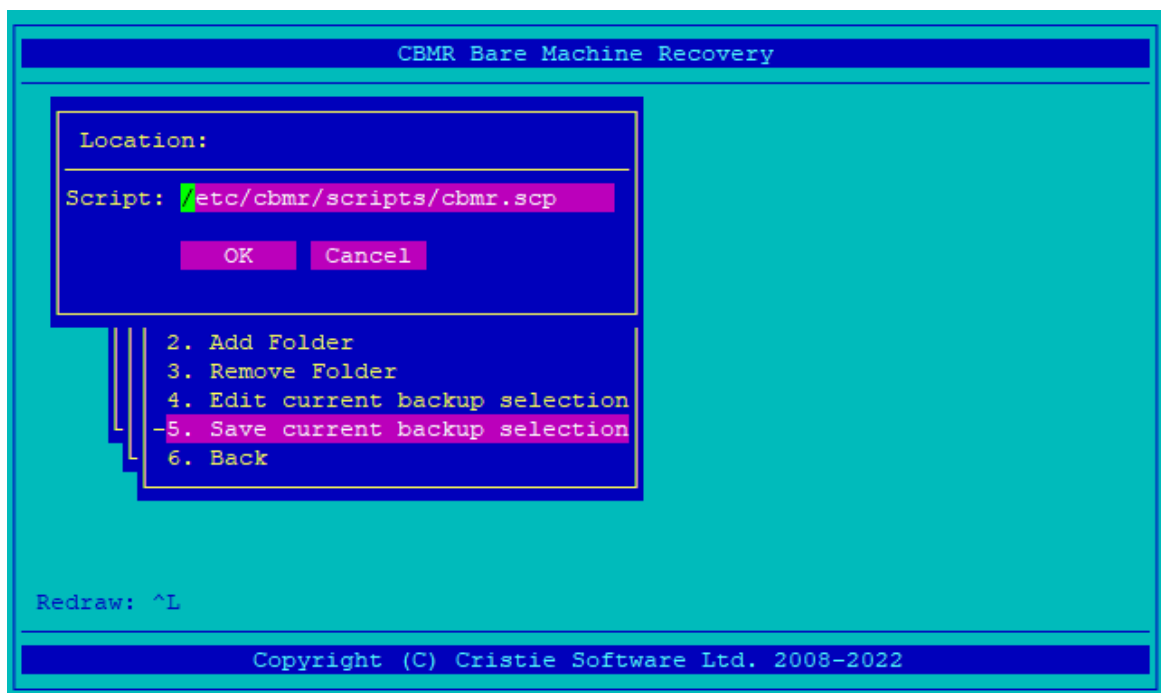 CBMR Bare Machine Recovery
Location:
Script: /etc/cbmr/scripts/cbmr.scp
OK Cancel
2. Add Folder
3. Remove Folder
4. Edit current backup selection
-5. Save current backup selection
6. Back
Redraw: ^L
Copyright (C) Cristie Software Ltd. 2008-2022